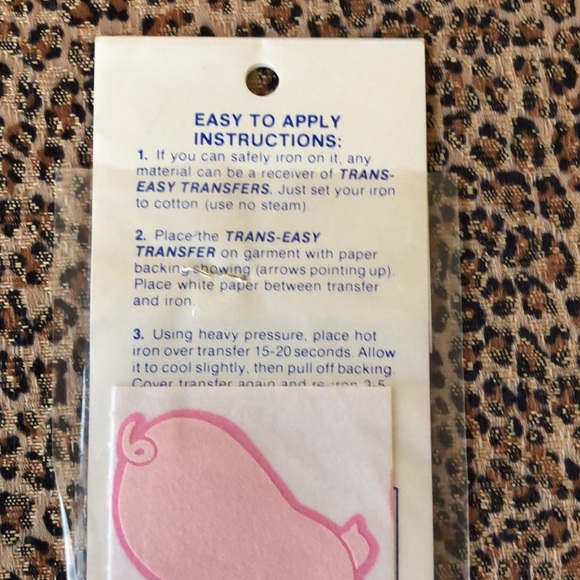 EASY TO APPLY
INSTRUCTIONS:
1. If you can safely iron on it, any
material can be a receiver of TRANS-
EASY TRANSFERS. Just set your iron
to cotton (use no steam).
2. Place the TRANS-EASY
TRANSFER on garment with paper
backing showing (arrows pointing up).
Place white paper between transfer
and iron.
3. Using heavy pressure, place hot
iron over transfer 15-20 seconds. Allow
it to cool slightly, then pull off backing.
Cover transfer again and re-iron 3-5